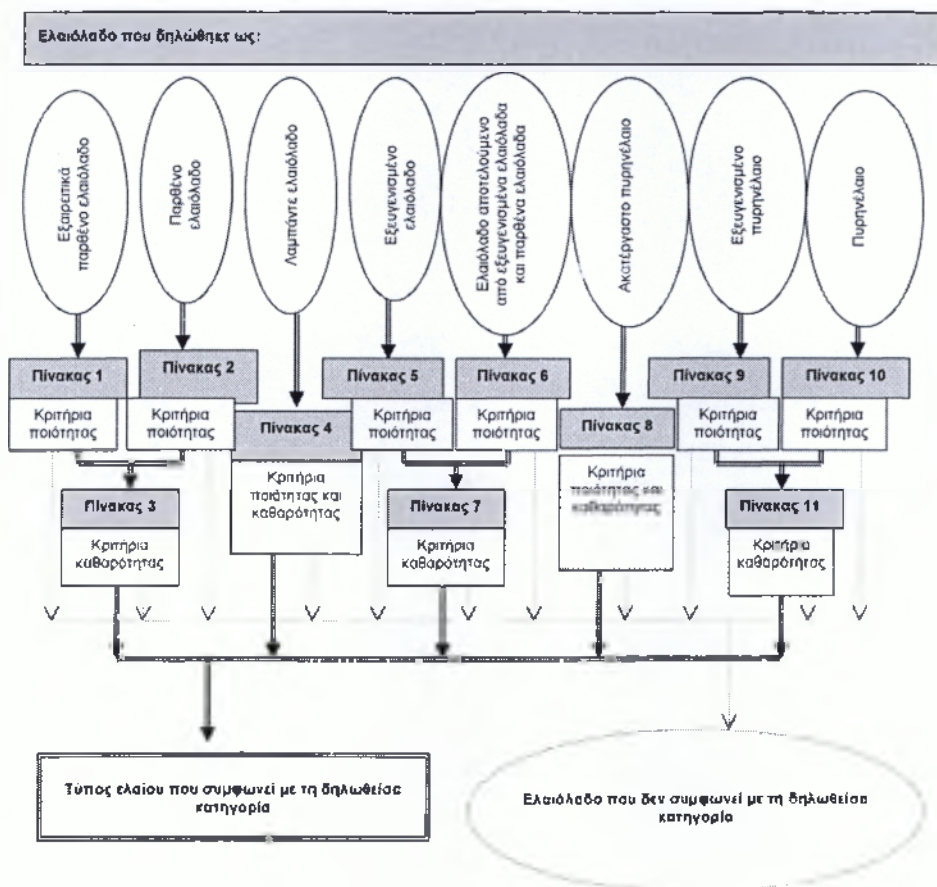 Ελαιόλαδο που δηλώθηκε ως:
Εξαιρετικά
παρθένο ελαιόλαδο
Παρθένο
ελαιόλαδο
Λαμπάντε ελαιόλαδο
Εξευγενισμένο
ελαιόλαδο
Ελαιόλαδο αποτελούμενο
από εξευγενισμένα ελαιόλαδα
και παρθένα ελαιόλαδα
Ακατέργαστο πυρηνέλαιο
Εξευγενισμένο
πυρηνέλαιο
Πυρηνέλαιο
Πίνακας 1
Κριτήρια
ποιότητας
Πίνακας 2
Κριτήρια
ποιότητας
Πίνακας 4
Κριτήρια
ποιότητας και
καθαρότητας
Πίνακας 5
Κριτήρια
ποιότητας
Πίνακας 6
Κριτήρια
ποιότητας
Πίνακας 8
Κριτήρια
ποιότητας και
καθαρότητας
Πίνακας 9
Κριτήρια
ποιότητας
Πίνακας 10
Κριτήρια
ποιότητας
Πίνακας 3
Κριτήρια
καθαρότητας
Πίνακας 7
Κριτήρια
καθαρότητας
Πίνακας 11
Κριτήρια
καθαρότητας
Τύπος ελαίου που συμφωνεί με τη δηλωθείσα
κατηγορία
Ελαιόλαδο που δεν συμφωνεί με τη δηλωθείσα
κατηγορία